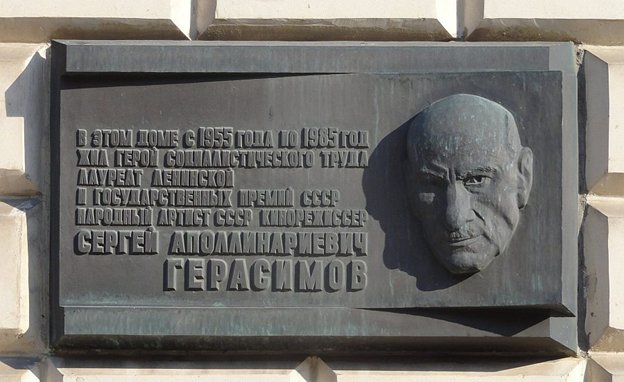 В ЭТОМ ДОМЕ С 1955 ГОДА ПО 1985 ГОД
ЖИЛ ГЕРОЙ СОЦИАЛИСТИЧЕСКОГО ТРУДА
ЛАУРЕАТ ЛЕНИНСКОЙ
И ГОСУДАРСТВЕННЫХ ПРЕМИЙ СССР
НАРОДНЫЙ АРТИСТ СССР КИНОРЕЖИССЕР
СЕРГЕЙ АПОЛЛИНАРИЕВИЧ
ГЕРАСИМОВ